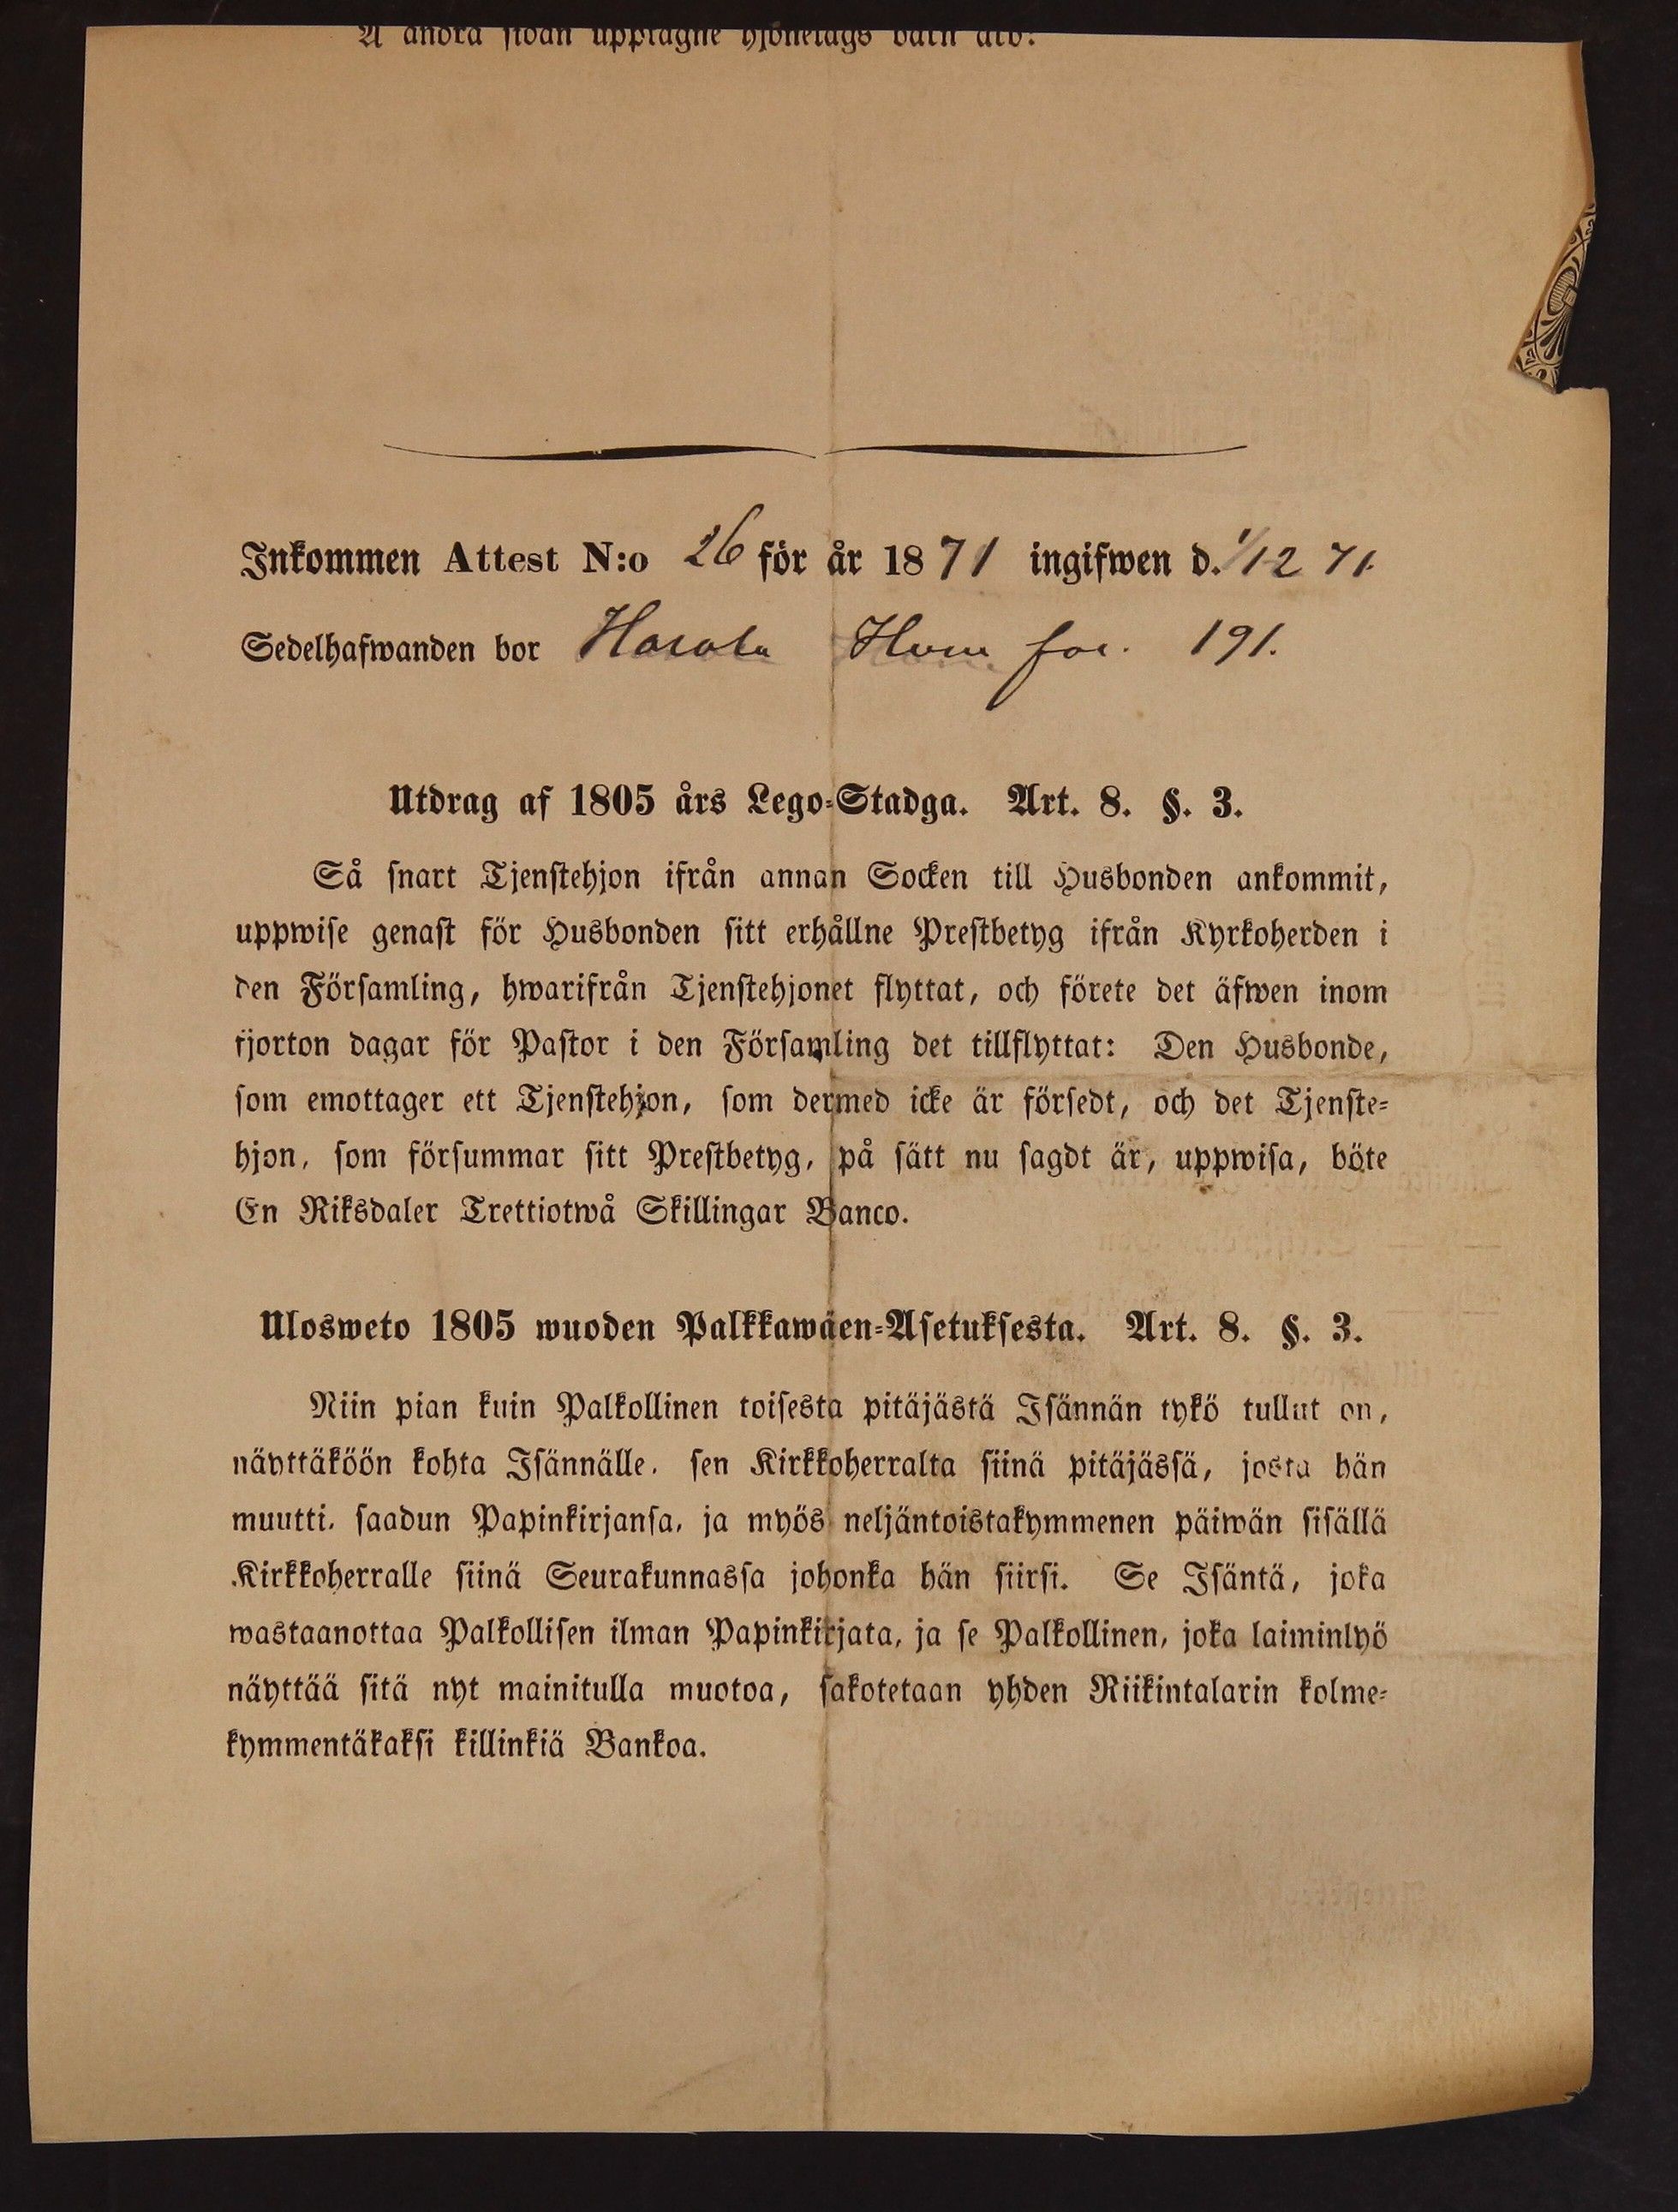 Å andra sidan upptagne hjonelags barn äro:
Inkommen Attest N:o 26 för år 1871 ingifwen d. 1/12 71.
Sedelhafwanden bor 191.
Utdrag af 1805 års Lego-Stadga. Art. 8. §. 3.
Så snart Tjenstehjon ifrån annan Socken till Husbonden ankommit,
uppwise genast för Husbonden sitt erhållne Prestbetyg ifrån Kyrkoherden i
den Församling, hwarifrån Tjenstehjonet flyttat, och förete det äfwen inom
fjorton dagar för Pastor i den Församling det tillflyttat: Den Husbonde,
som emottager ett Tjenstehjon, som dermed icke är försedt, och det Tjenste-
hjon, som försummar sitt Prestbetyg, på sätt nu sagdt är, uppwisa, böte
En Riksdaler Trettiotwå Skillingar Banco.
Ulosweto 1805 wuoden Palkkawäen-Asetuksesta. Art. 8. §. 3.
Niin pian kuin Palkollinen toisesta pitäjästä Isännän tykö tullut on,
näyttäköön kohta Isännälle, sen Kirkkoherralta siinä pitäjässä, josta hän
muutti, saadun Papinkirjansa, ja myös neljäntoistakymmenen päiwän sisällä
Kirkkoherralle siinä Seurakunnassa johonka hän siirsi. Se Isäntä, joka
wastaanottaa Palkollisen ilman Papinkirjata, ja se Palkollinen, joka laiminlyö
näyttää sitä nyt mainitulla muotoa, sakotetaan yhden Riikintalarin kolme-
kymmentäkaksi killinkiä Bankoa.